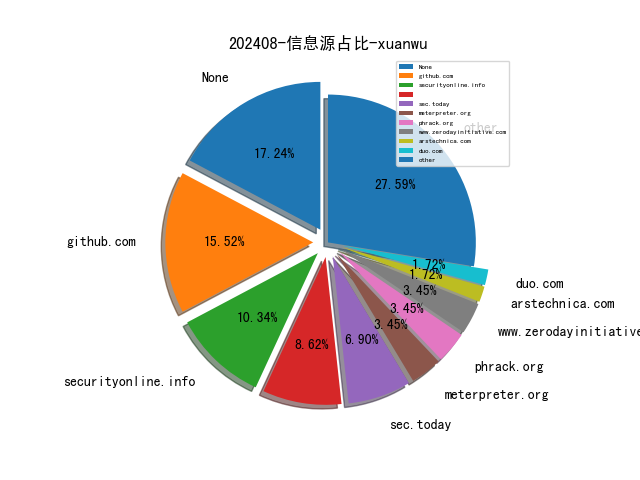 202408-信息源占比-xuanwu
None
github.com
securityonline.info
sec.today
meterpreter.org
phrack.org
www.zerodayinitiative.com
arstechnica.com
duo.com
other
None
other
17.24%
27.59%
github.com
15.52%
1.72%
1.72%
duo.com
3.45%
arstechnica.com
3.45%
10.34%
3.45%
www.zerodayinitiative
6.90%
8.62%
phrack.org
securityonline.info
meterpreter.org
sec.today